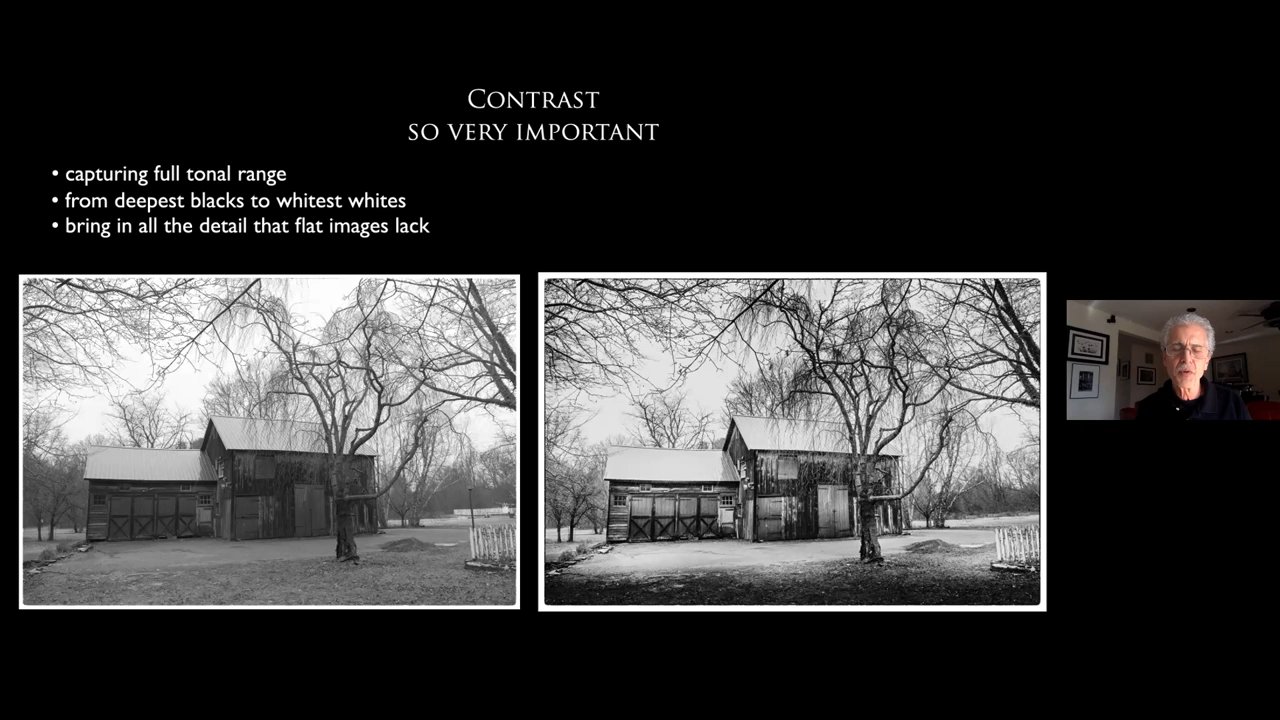 Contrast
so very important
• capturing full tonal range
• from deepest blacks to whitest whites
• bring in all the detail that flat images lack